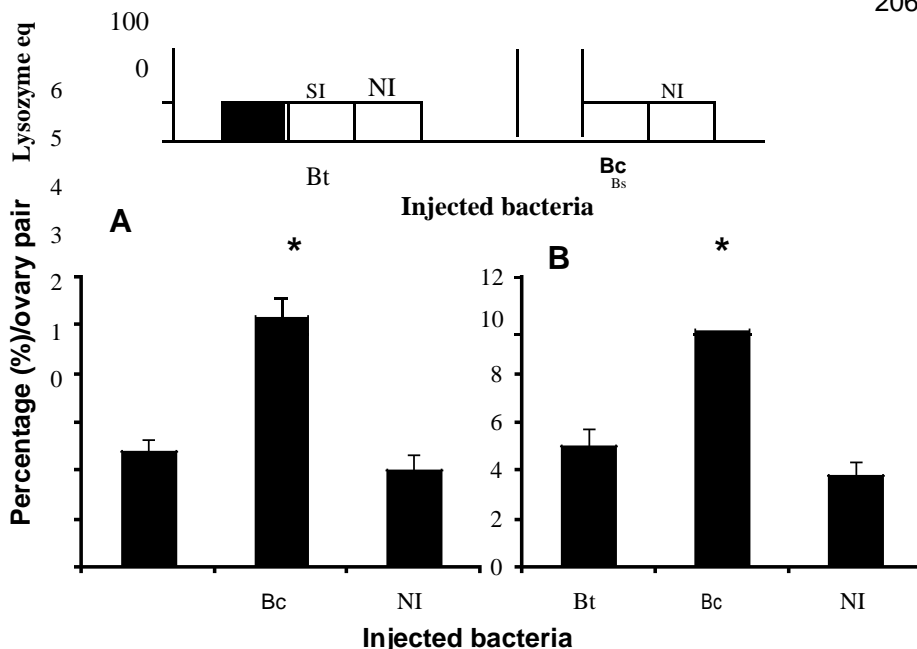 206
100
Lysozyme eq
0
SI NI NI
Bt Bc
Bs
Injected bacteria
6
5
4
3
2
1
0
Percentage (%)/ovary pair
A *
B *
12
10
8
6
4
2
0
Bc NI
Bt Bc NI
Injected bacteria